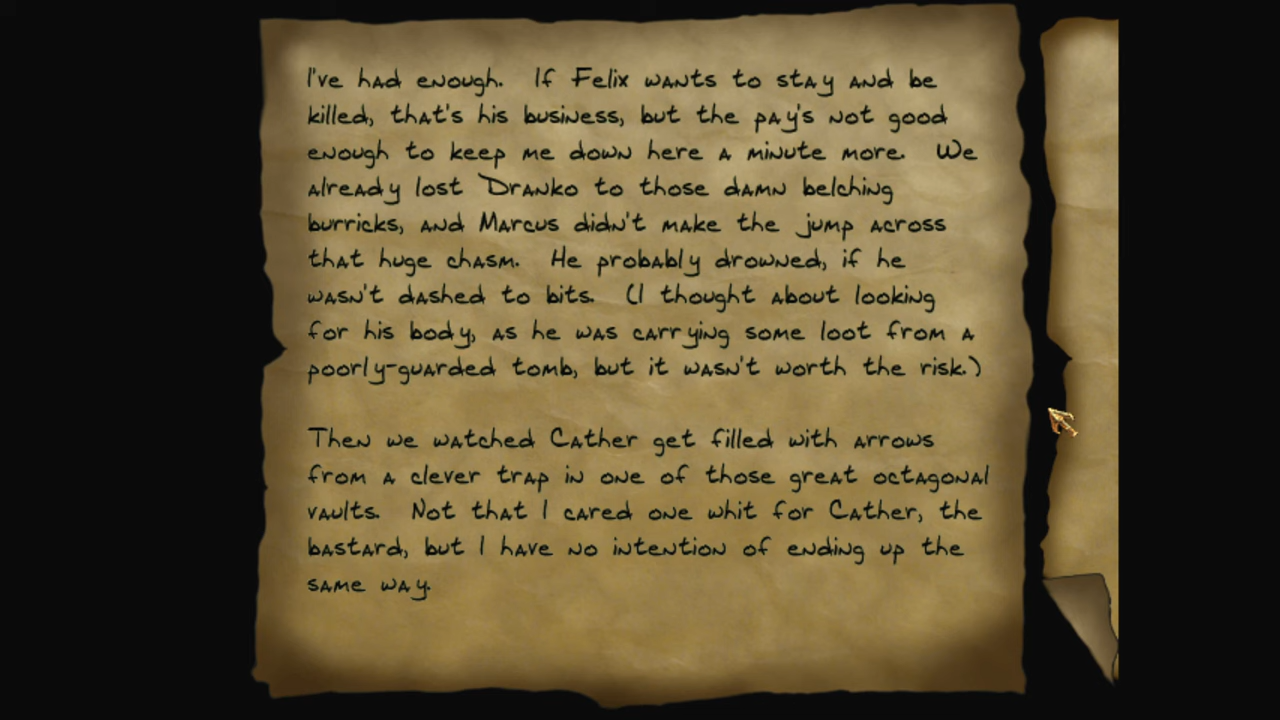 I've had enough.  If Felix wants to stay and be
killed, that's his business, but the pay's not good
enough to keep me down here a minute more.  We
already lost Dranko to those damn belching
burricks, and Marcus didn't make the jump across
that huge chasm.  He probably drowned, if he
wasn't dashed to bits.  (I thought about looking
for his body, as he was carrying some loot from a
poorly-guarded tomb, but it wasn't worth the risk.)
Then we watched Cather get filled with arrows
from a clever trap in one of those great octagonal
vaults.  Not that I cared one whit for Cather, the
bastard, but I have no intention of ending up the
same way.